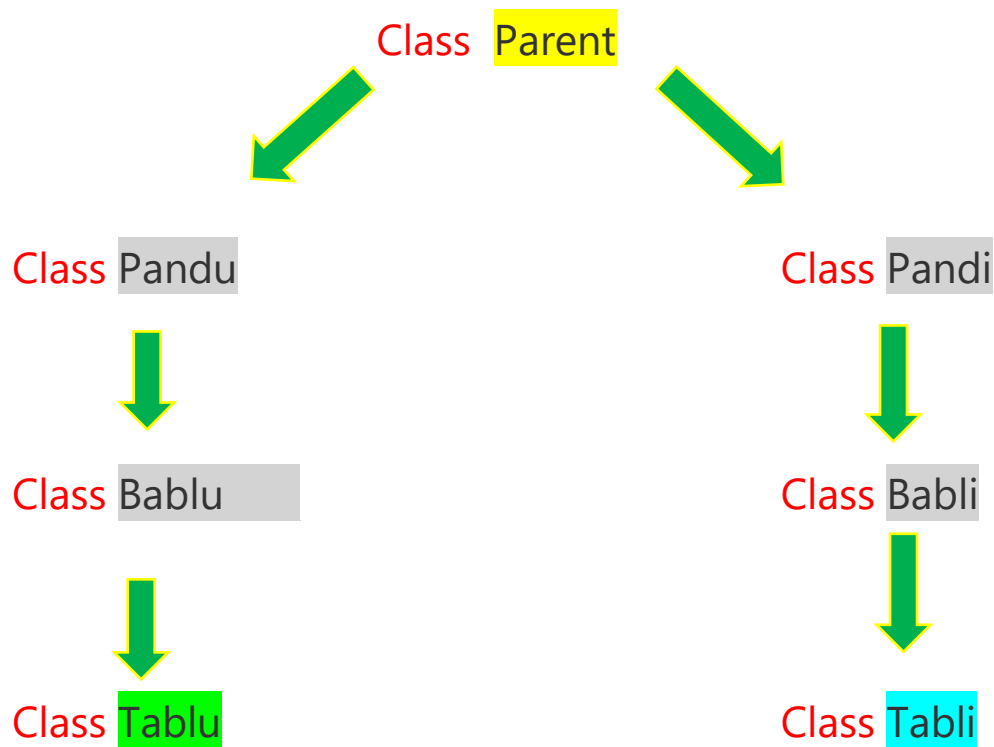 Class Parent
Class Pandu
Class Pandi
Class Bablu
Class Babli
Class Tablu
Class Tabli